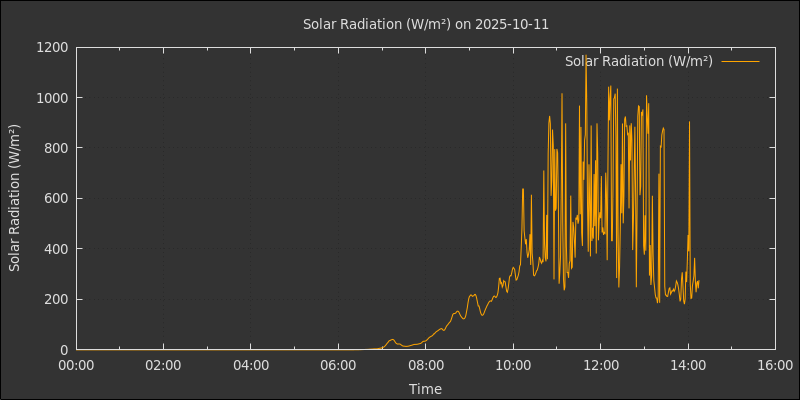 Solar Radiation (W/m²) on 2025-10-11
Solar Radiation (W/m²)
Solar Radiation (W/m²)
1200
1000
800
600
400
200
0
00:00 02:00 04:00 06:00 08:00 10:00 12:00 14:00 16:00
Time